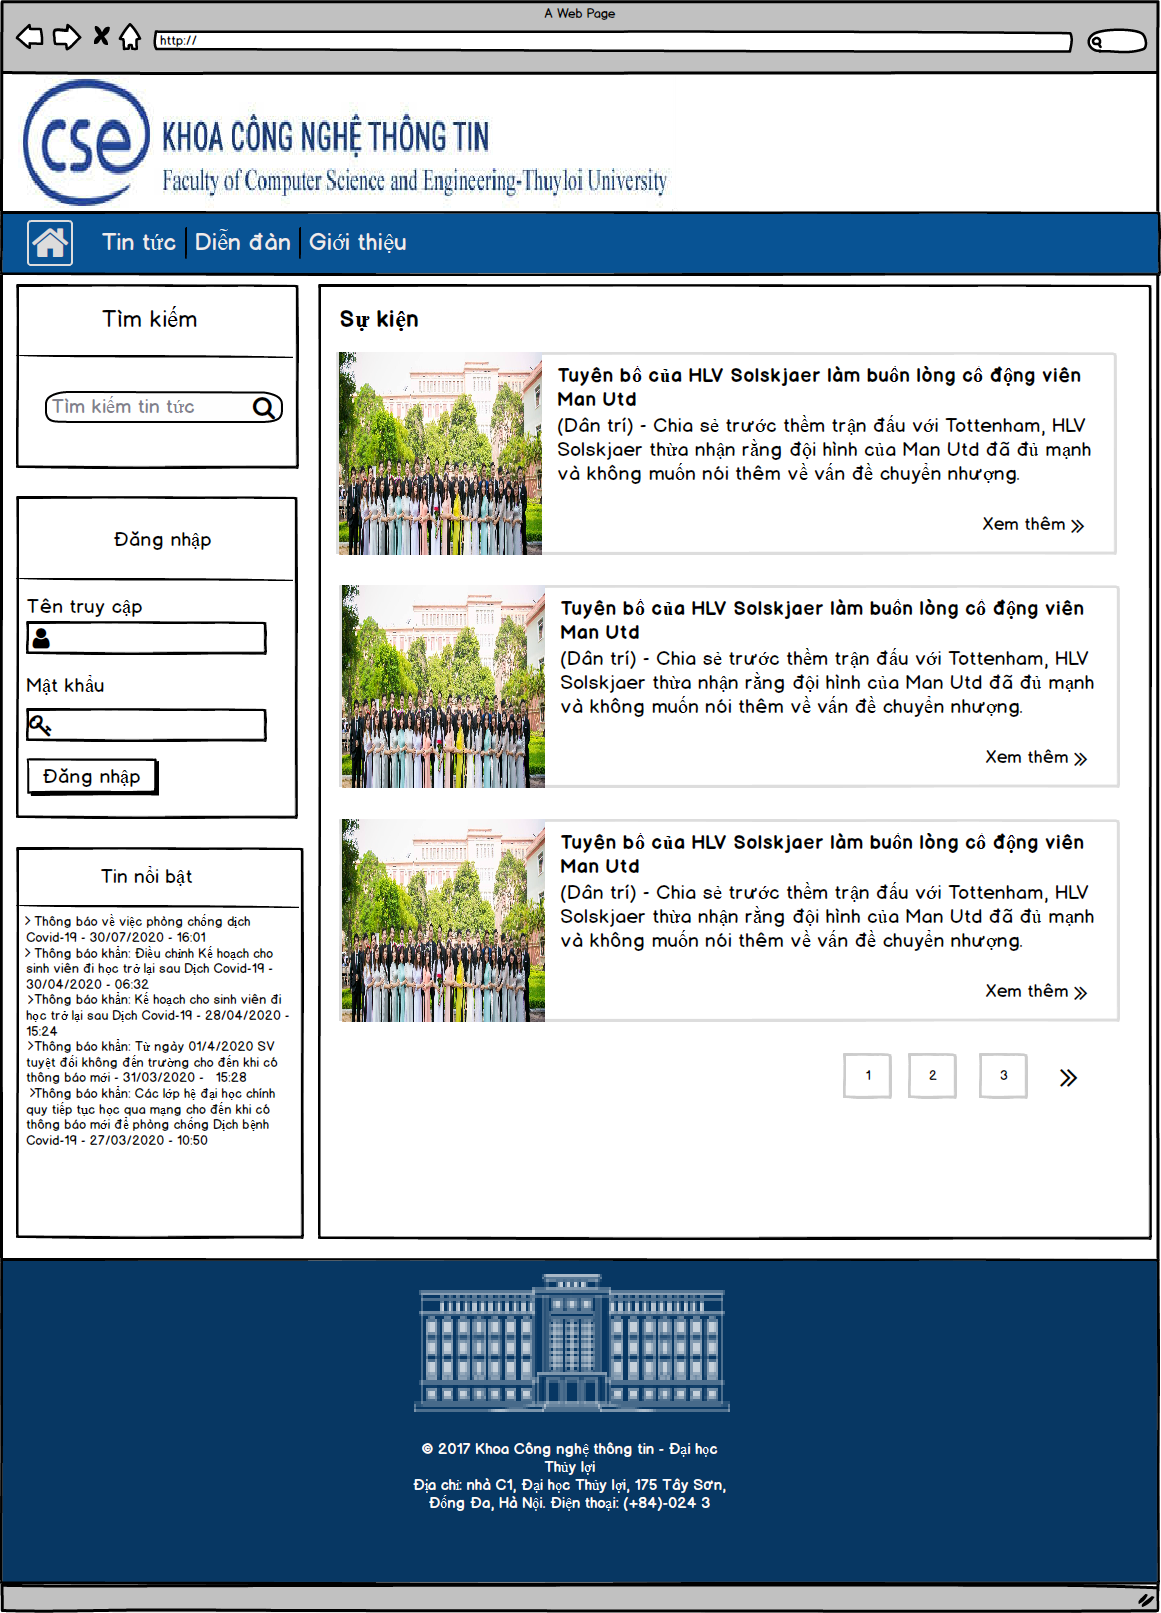 A Web Page
http://
cse
KHOA CÔNG NGHỆ THÔNG TIN
Faculty of Computer Science and Engineering-Thuyloi University
Tin tức
Diễn đàn
Giới thiệu
Tìm kiếm
Tìm kiếm tin tức
Đăng nhập
Tên truy cập
Mật khẩu
Đăng nhập
Tin nổi bật
> Thông báo về việc phòng chống dịch
Covid-19 - 30/07/2020 - 16:01
> Thông báo khẩn: Điều chỉnh Kế hoạch cho
sinh viên đi học trở lại sau Dịch Covid-19 -
30/04/2020 - 06:32
>Thông báo khẩn: Kế hoạch cho sinh viên đi
học trở lại sau Dịch Covid-19 - 28/04/2020 -
15:24
>Thông báo khẩn: Từ ngày 01/4/2020 SV
tuyệt đối không đến trường cho đến khi có
thông báo mới - 31/03/2020 - 15:28
>Thông báo khẩn: Các lớp hệ đại học chính
quy tiếp tục học qua mạng cho đến khi có
thông báo mới để phòng chống Dịch bệnh
Covid-19 - 27/03/2020 - 10:50
Sự kiện
Tuyên bố của HLV Solskjaer làm buồn lòng cổ động viên
Man Utd
(Dân trí) - Chia sẻ trước thềm trận đấu với Tottenham, HLV
Solskjaer thừa nhận rằng đội hình của Man Utd đã đủ mạnh
và không muốn nói thêm về vấn đề chuyển nhượng.
Xem thêm »
Tuyên bố của HLV Solskjaer làm buồn lòng cổ động viên
Man Utd
(Dân trí) - Chia sẻ trước thềm trận đấu với Tottenham, HLV
Solskjaer thừa nhận rằng đội hình của Man Utd đã đủ mạnh
và không muốn nói thêm về vấn đề chuyển nhượng.
Xem thêm »
Tuyên bố của HLV Solskjaer làm buồn lòng cổ động viên
Man Utd
(Dân trí) - Chia sẻ trước thềm trận đấu với Tottenham, HLV
Solskjaer thừa nhận rằng đội hình của Man Utd đã đủ mạnh
và không muốn nói thêm về vấn đề chuyển nhượng.
Xem thêm »
1 2 3 »
© 2017 Khoa Công nghệ thông tin - Đại học
Thủy lợi
Địa chỉ: nhà C1, Đại học Thủy lợi, 175 Tây Sơn,
Đống Đa, Hà Nội. Điện thoại: (+84)-024 3